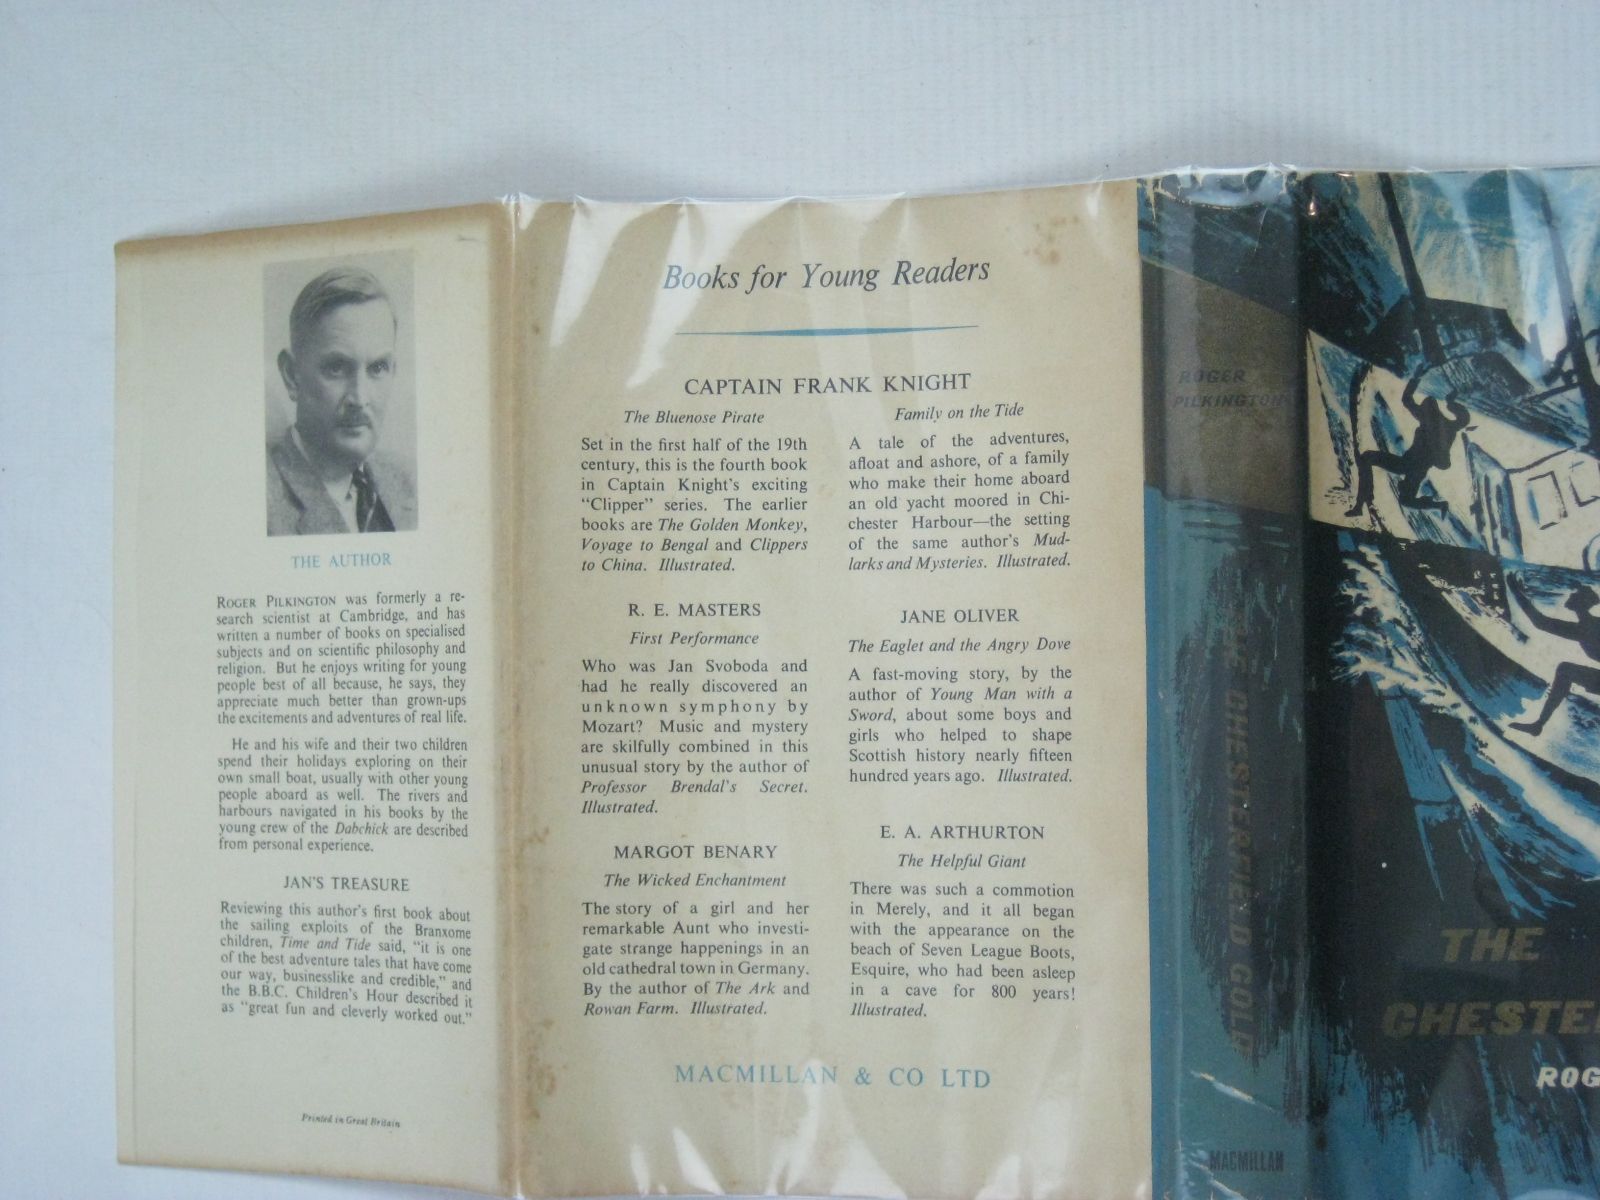 THE AUTHOR
ROGER PILKINGTON was formerly a re-
search scientist at Cambridge, and has
written a number of books on specialised
subjects and on scientific philosophy and
religion. But he enjoys writing for young
people best of all because, he says, they
appreciate much better than grown-ups
the excitements and adventures of real life.
He and his wife and their two children
spend their holidays exploring on their
own small boat, usually with other young
people aboard as well. The rivers and
harbours navigated in his books by the
young crew of the Dabchick are described
from personal experience.
JAN'S TREASURE
Reviewing this author's first book about
the sailing exploits of the Branxome
children, Time and Tide said, "it is one
of the best adventure tales that have come
our way, businesslike and credible," and
the B.B.C. Children's Hour described it
as "great fun and cleverly worked out."
Printed in Great Britain
Books for Young Readers
CAPTAIN FRANK KNIGHT
The Bluenose Pirate
Set in the first half of the 19th
century, this is the fourth book
in Captain Knight's exciting
"Clipper" series. The earlier
books are The Golden Monkey,
Voyage to Bengal and Clippers
to China. Illustrated.
R. E. MASTERS
First Performance
Who was Jan Svoboda and
had he really discovered an
unknown symphony by
Mozart? Music and mystery
are skilfully combined in this
unusual story by the author of
Professor Brendal's Secret.
Illustrated.
MARGOT BENARY
The Wicked Enchantment
The story of a girl and her
remarkable Aunt who investi-
gate strange happenings in an
old cathedral town in Germany.
By the author of The Ark and
Rowan Farm. Illustrated.
Family on the Tide
A tale of the adventures,
afloat and ashore, of a family
who make their home aboard
an old yacht moored in Chi-
chester Harbour—the setting
of the same author's Mud-
larks and Mysteries. Illustrated.
JANE OLIVER
The Eaglet and the Angry Dove
A fast-moving story, by the
author of Young Man with a
Sword, about some boys and
girls who helped to shape
Scottish history nearly fifteen
hundred years ago. Illustrated.
E. A. ARTHURTON
The Helpful Giant
There was such a commotion
in Merely, and it all began
with the appearance on the
beach of Seven League Boots,
Esquire, who had been asleep
in a cave for 800 years!
Illustrated.
MACMILLAN & CO LTD
ROGER
PILKINGTON
THE CHESTERFIELD GOLD
MACMILLAN
THE
CHESTE
ROG